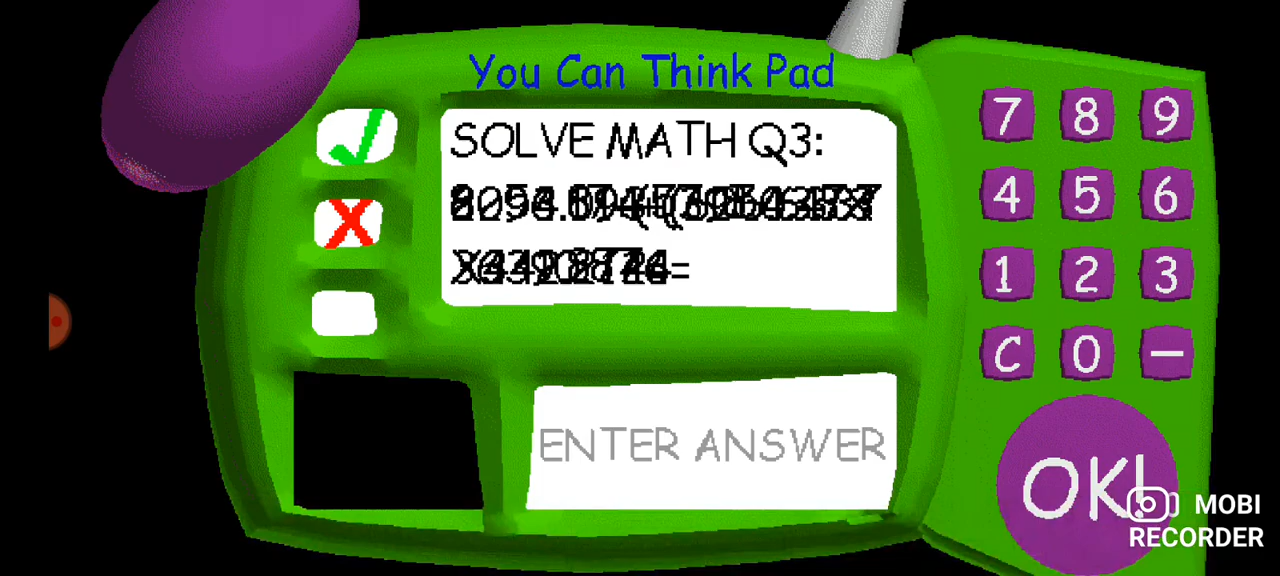 You Can Think Pad
SOLVE MATH Q3:
=
ENTER ANSWER
7 8 9
4 5 6
1 2 3
C 0 −
OK!
MOBI
RECORDER